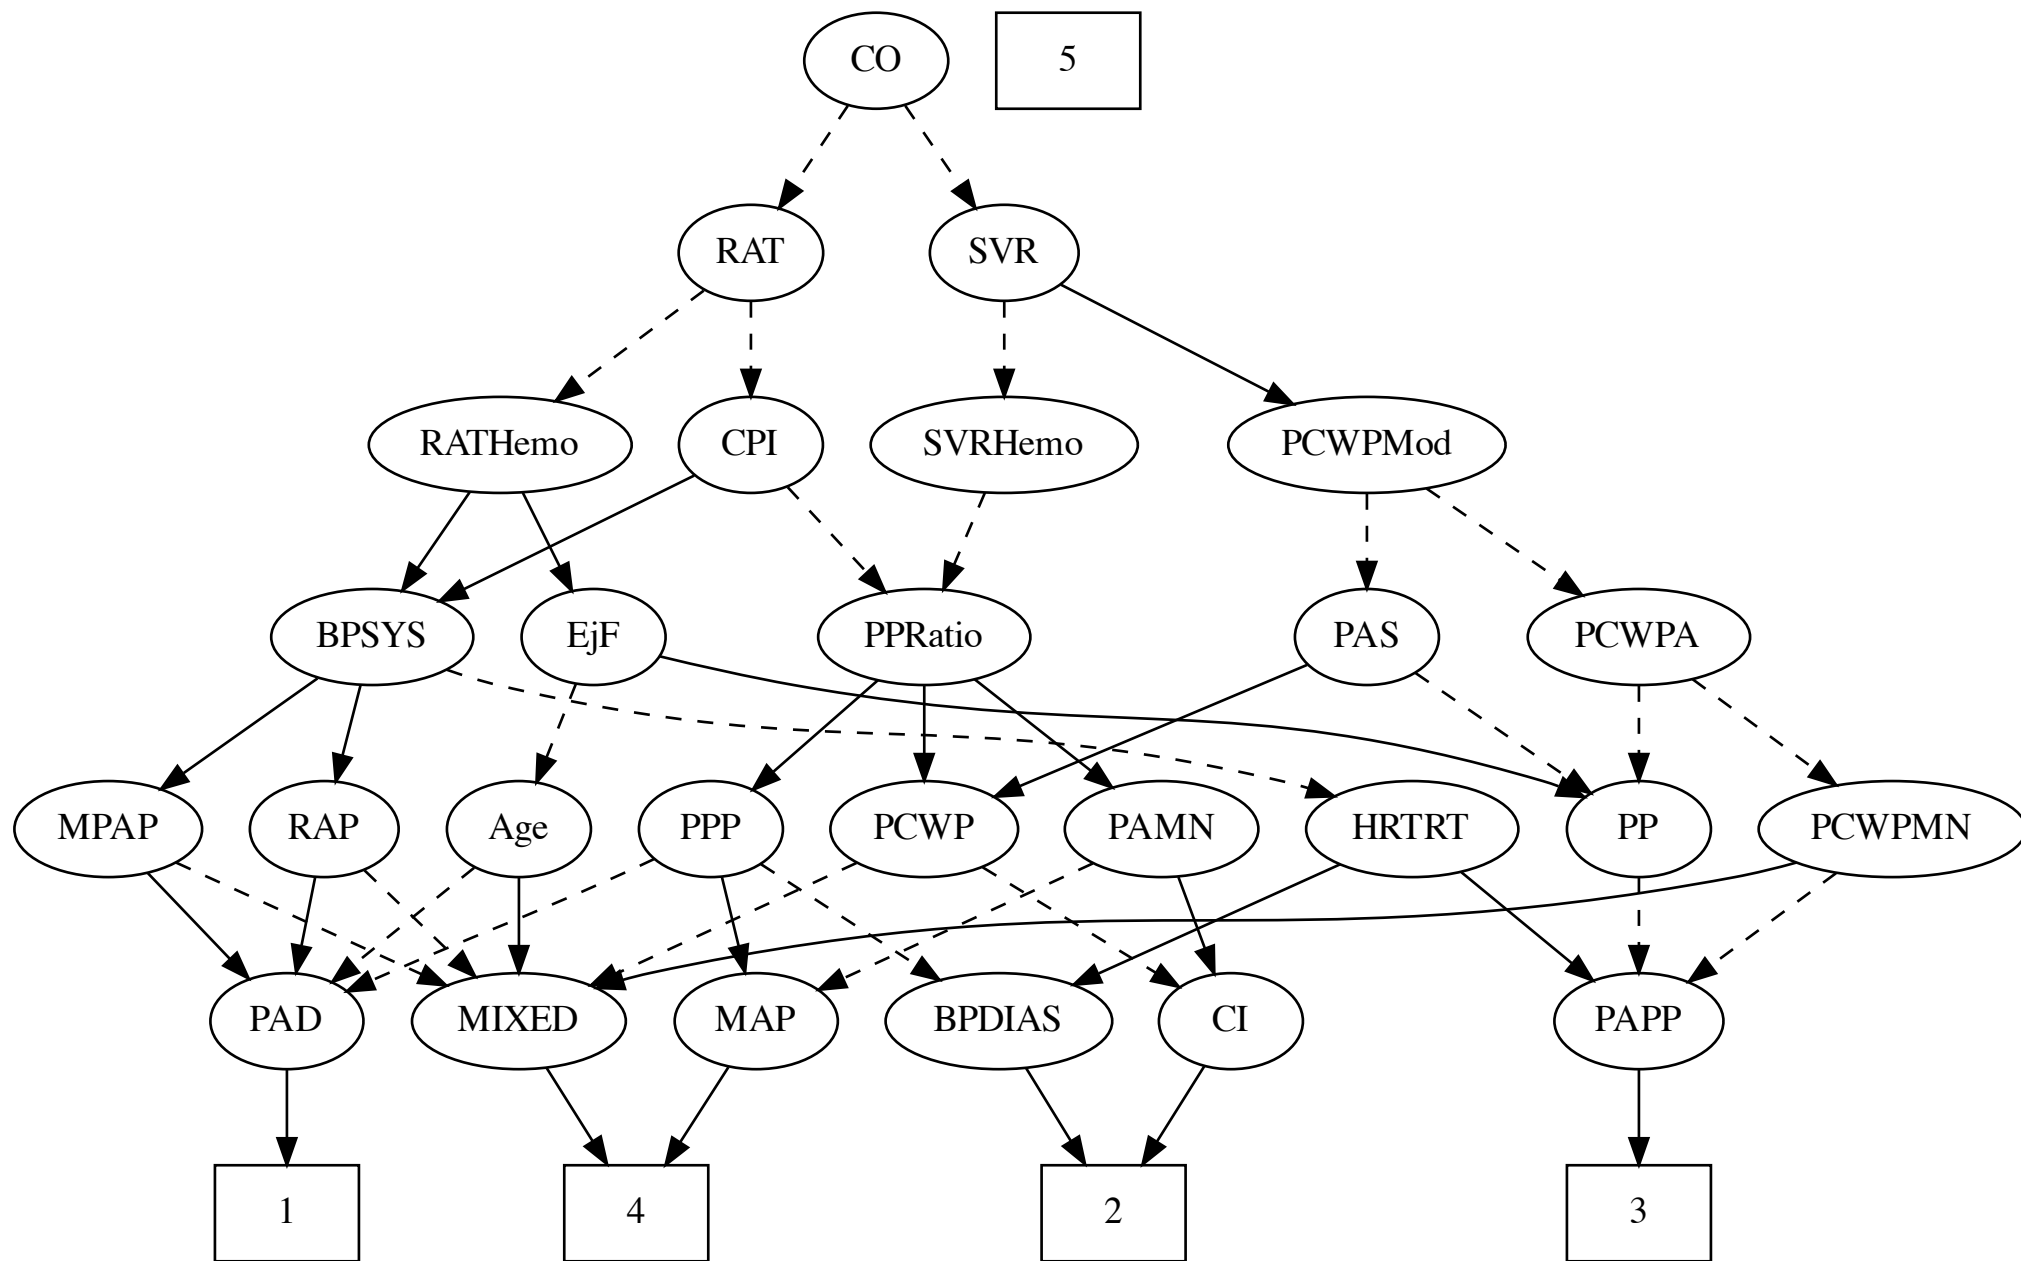 CO
5
RAT
SVR
RATHemo
CPI
SVRHemo
PCWPMod
BPSYS
EjF
PPRatio
PAS
PCWPA
MPAP
RAP
Age
PPP
PCWP
PAMN
HRTRT
PP
PCWPMN
PAD
MIXED
MAP
BPDIAS
CI
PAPP
1
4
2
3